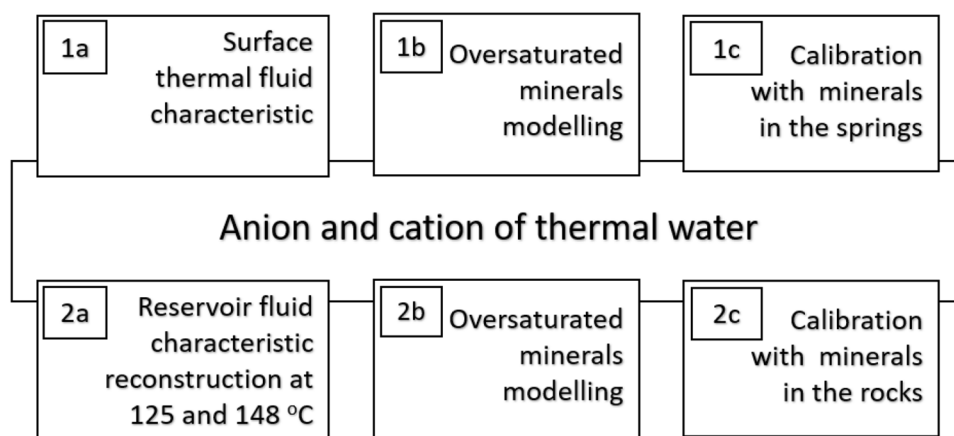 1a
Surface
thermal fluid
characteristic
1b
Oversaturated
minerals
modelling
1c
Calibration
with minerals
in the springs
Anion and cation of thermal water
2a
Reservoir fluid
characteristic
reconstruction at
125 and 148 °C
2b
Oversaturated
minerals
modelling
2c
Calibration
with minerals
in the rocks